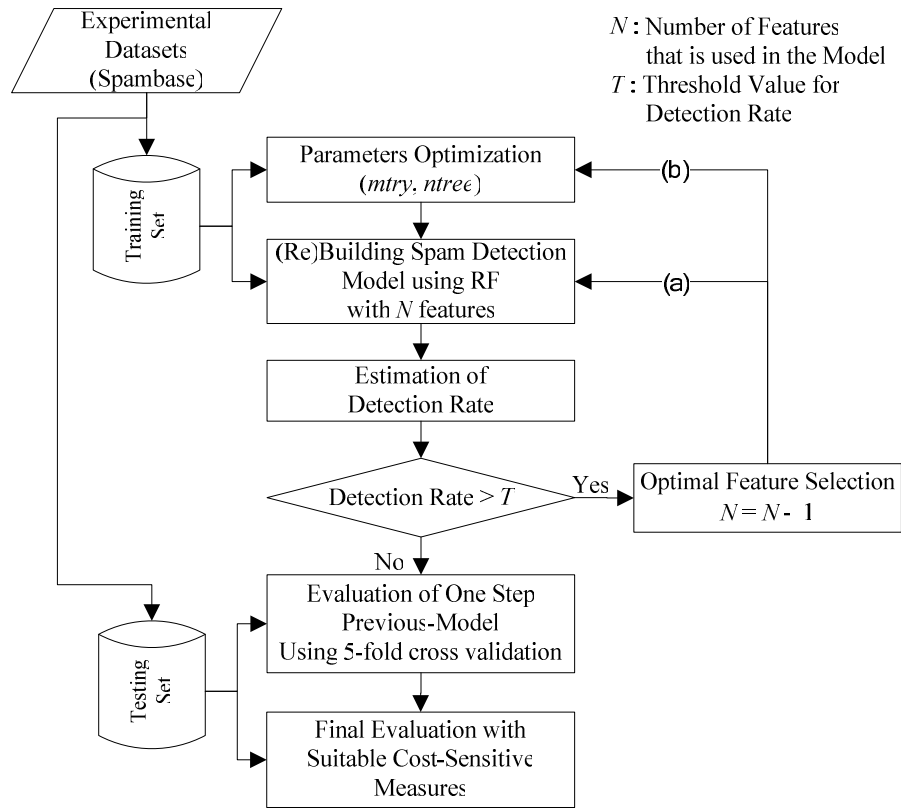 Experimental
Datasets
(Spambase)
N: Number of Features
that is used in the Model
T: Threshold Value for
Detection Rate
Parameters Optimization
(mtry, ntree)
(b)
Training
Set
(Re)Building Spam Detection
Model using RF
with N features
(a)
Estimation of
Detection Rate
Detection Rate > T
Yes
Optimal Feature Selection
N = N - 1
No
Evaluation of One Step
Previous-Model
Using 5-fold cross validation
Testing
Set
Final Evaluation with
Suitable Cost-Sensitive
Measures